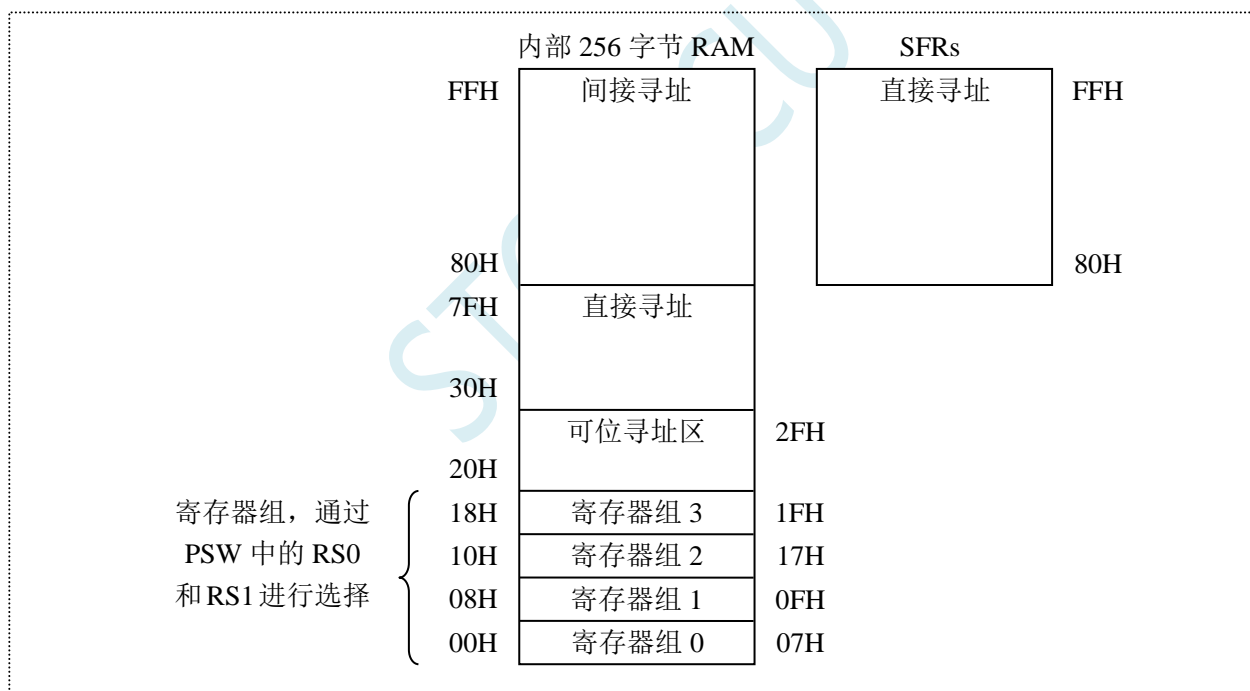 内部 256 字节 RAM SFRs
FFH 间接寻址 直接寻址 FFH
80H 80H
7FH 直接寻址
30H
可位寻址区 2FH
20H
寄存器组，通过 18H 寄存器组 3 1FH
PSW 中的 RS0 10H 寄存器组 2 17H
和 RS1 进行选择 08H 寄存器组 1 0FH
00H 寄存器组 0 07H